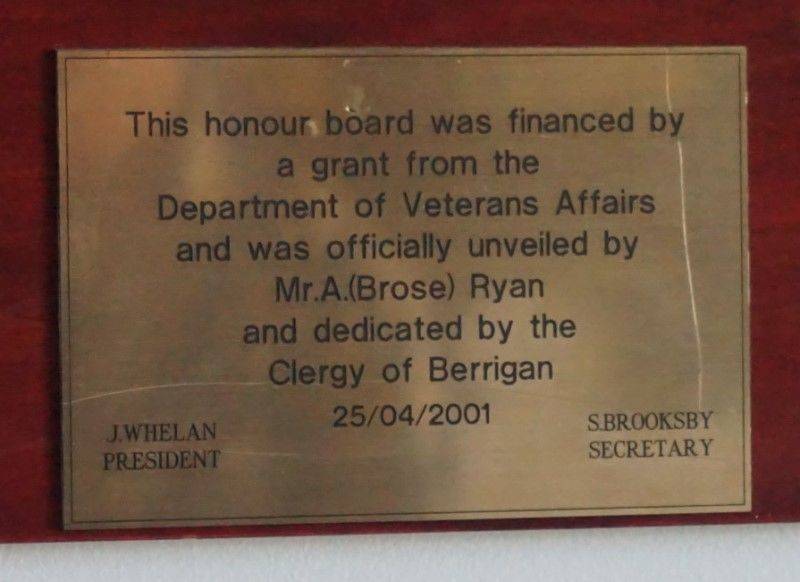 This honour board was financed by
a grant from the
Department of Veterans Affairs
and was officially unveiled by
Mr.A.(Brose) Ryan
and dedicated by the
Clergy of Berrigan
25/04/2001
J.WHELAN
PRESIDENT
S.BROOKSBY
SECRETARY